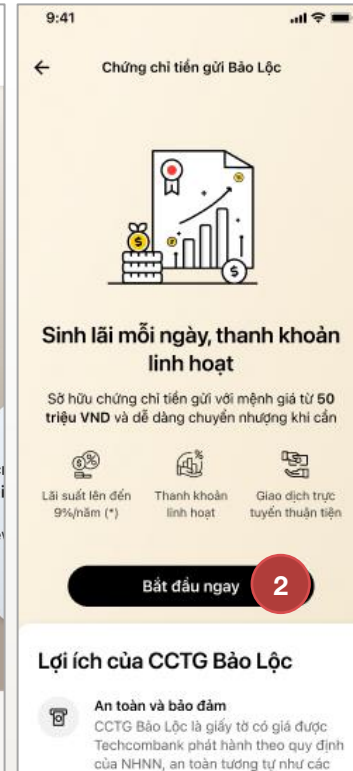 9:41
Chứng chỉ tiền gửi Bảo Lộc
Sinh lãi mỗi ngày, thanh khoản
linh hoạt
Sở hữu chứng chỉ tiền gửi với mệnh giá từ 50
triệu VND và dễ dàng chuyển nhượng khi cần
Lãi suất lên đến
9%/năm (*)
Thanh khoản
linh hoạt
Giao dịch trực
tuyến thuận tiện
Bắt đầu ngay
2
Lợi ích của CCTG Bảo Lộc
An toàn và bảo đảm
CCTG Bảo Lộc là giấy tờ có giá được
Techcombank phát hành theo quy định
của NHNN, an toàn tương tự như các